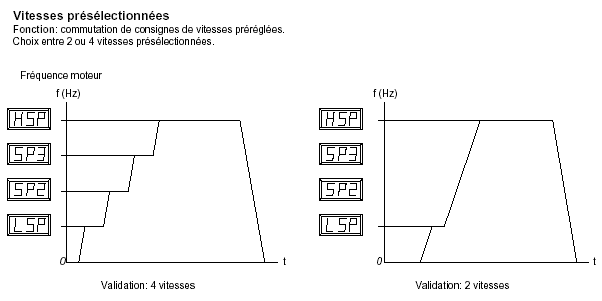 Vitesses présélectionnées
Fonction: commutation de consignes de vitesses préréglées.
Choix entre 2 ou 4 vitesses présélectionnées.
Fréquence moteur
f (Hz)
HSP
SP3
SP2
LSP
0
t
Validation: 4 vitesses
f (Hz)
HSP
SP3
SP2
LSP
0
t
Validation: 2 vitesses